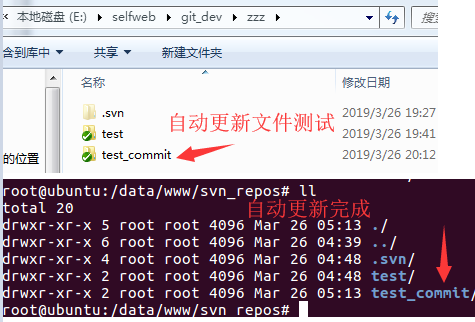 本地磁盘 (E:) ▸ selfweb ▸ git_dev ▸ zzz ▸
搜索
含到库中 ▼ 共享 ▼ 新建文件夹
名称 修改日期
.svn 2019/3/26 19:27
自动更新文件测试
test 2019/3/26 19:41
的位置
test_commit 2019/3/26 20:12
root@ubuntu:/data/www/svn_repos# ll
total 20
自动更新完成
drwxr-xr-x 5 root root 4096 Mar 26 05:13 ./
drwxr-xr-x 6 root root 4096 Mar 26 04:39 ../
drwxr-xr-x 4 root root 4096 Mar 26 04:48 .svn/
drwxr-xr-x 2 root root 4096 Mar 26 04:48 test/
drwxr-xr-x 2 root root 4096 Mar 26 05:13 test_commit/
root@ubuntu:/data/www/svn_repos#